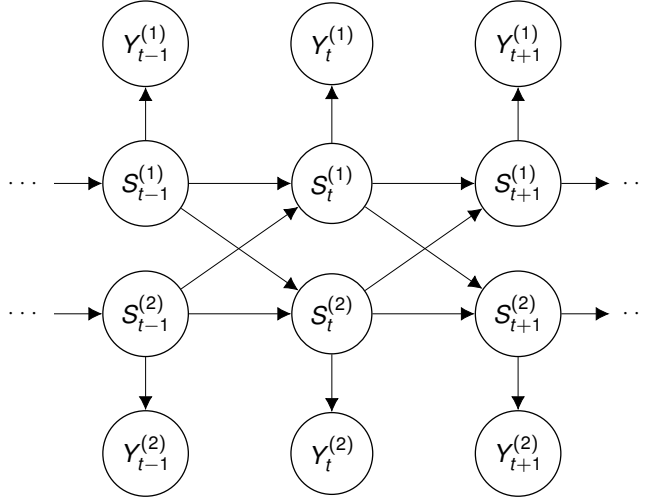 Y_{t−1}^{(1)} Y_t^{(1)} Y_{t+1}^{(1)}
··· S_{t−1}^{(1)} S_t^{(1)} S_{t+1}^{(1)} ··
··· S_{t−1}^{(2)} S_t^{(2)} S_{t+1}^{(2)} ··
Y_{t−1}^{(2)} Y_t^{(2)} Y_{t+1}^{(2)}